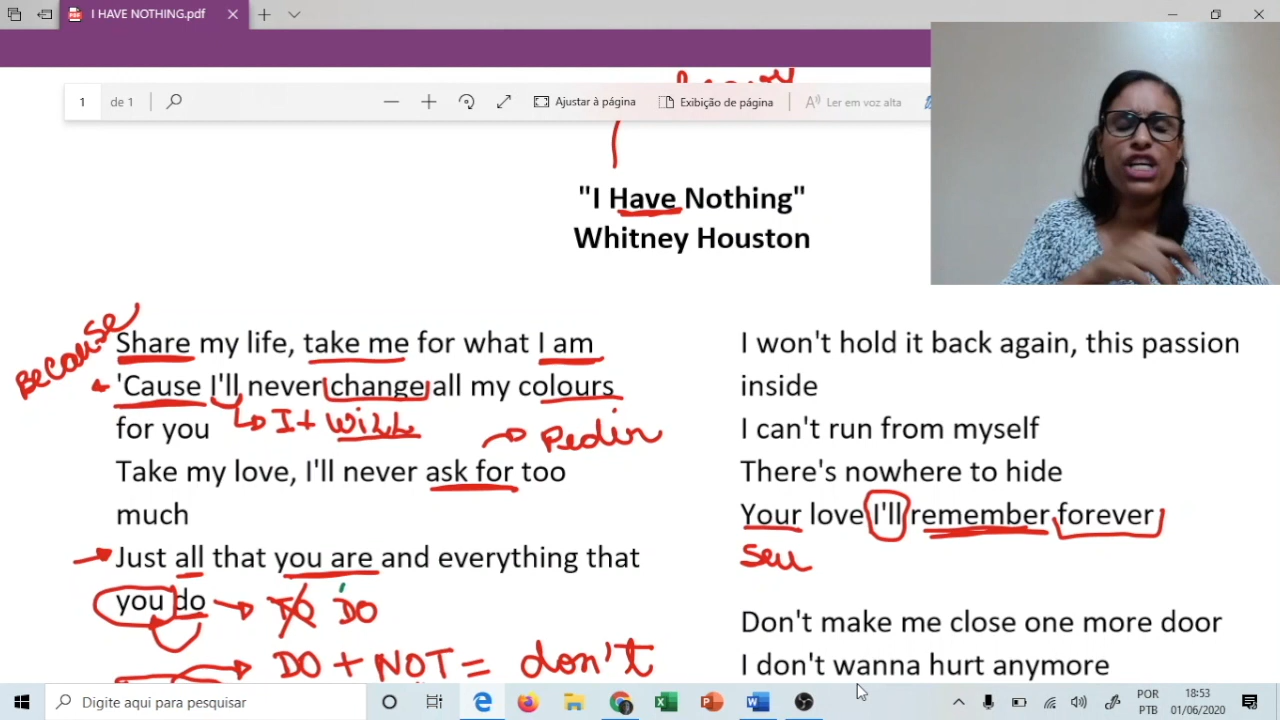 I HAVE NOTHING.pdf
1 de 1
Ajustar à página
Exibição de página
Ler em voz alta
"I Have Nothing"
Whitney Houston
Because
Share my life, take me for what I am
'Cause I'll never change all my colours
for you
I + WILL
Pedir
Take my love, I'll never ask for too
much
Just all that you are and everything that
you do
TO DO
DO + NOT = don't
I won't hold it back again, this passion
inside
I can't run from myself
There's nowhere to hide
Your love I'll remember forever
Seu
Don't make me close one more door
I don't wanna hurt anymore
Digite aqui para pesquisar
POR
PTB
18:53
01/06/2020